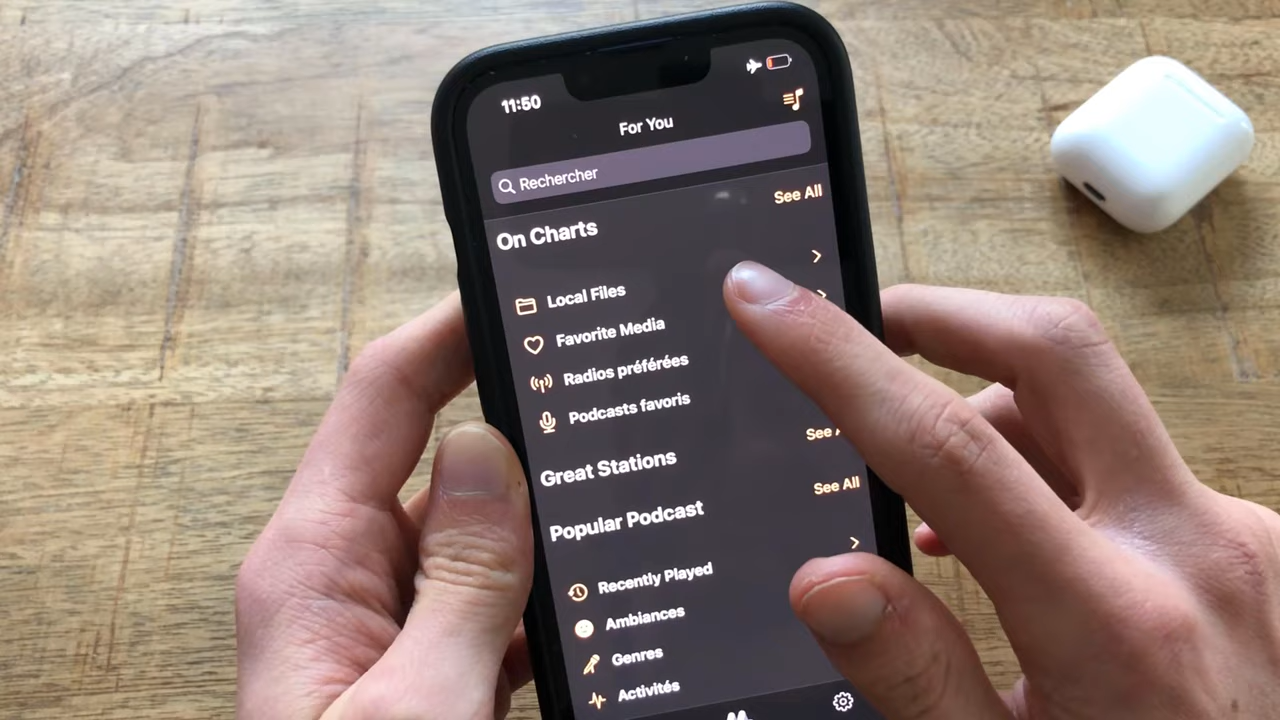 11:50
For You
Rechercher
See All
On Charts
Local Files
Favorite Media
Radios préférées
Podcasts favoris
See
Great Stations
See All
Popular Podcast
Recently Played
Ambiances
Genres
Activités